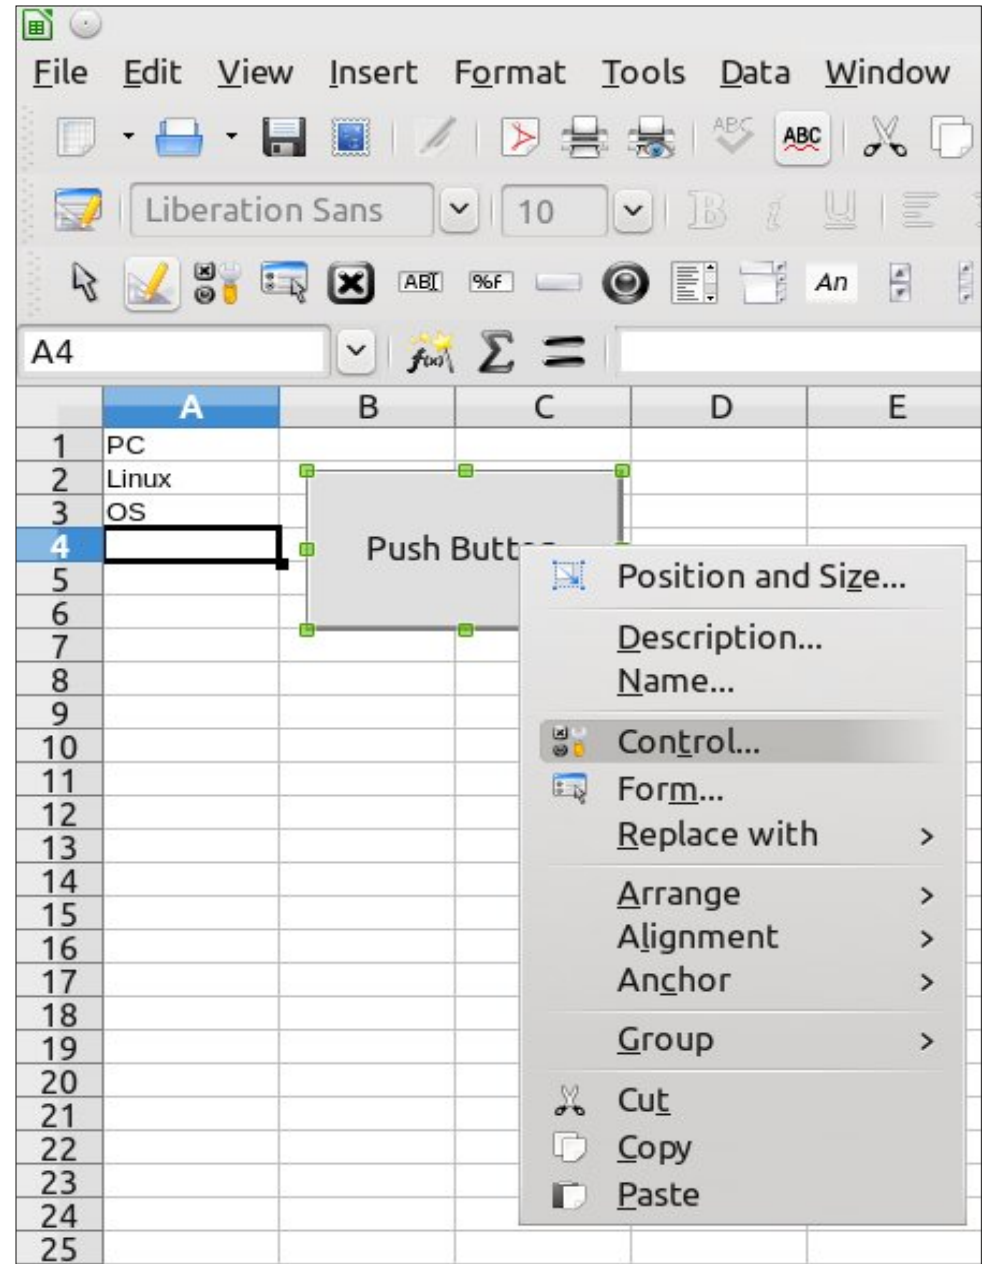 File Edit View Insert Format Tools Data Window
ABC ABC
Liberation Sans 10 B i U
ABI %F An
A4 f(x) Σ =
A B C D E
1 PC
2 Linux
3 OS
4 Push Butt
5 Position and Size...
6
7 Description...
8 Name...
9
10 Control...
11 Form...
12
13 Replace with >
14
15 Arrange >
16 Alignment >
17 Anchor >
18
19 Group >
20
21 Cut
22 Copy
23 Paste
24
25